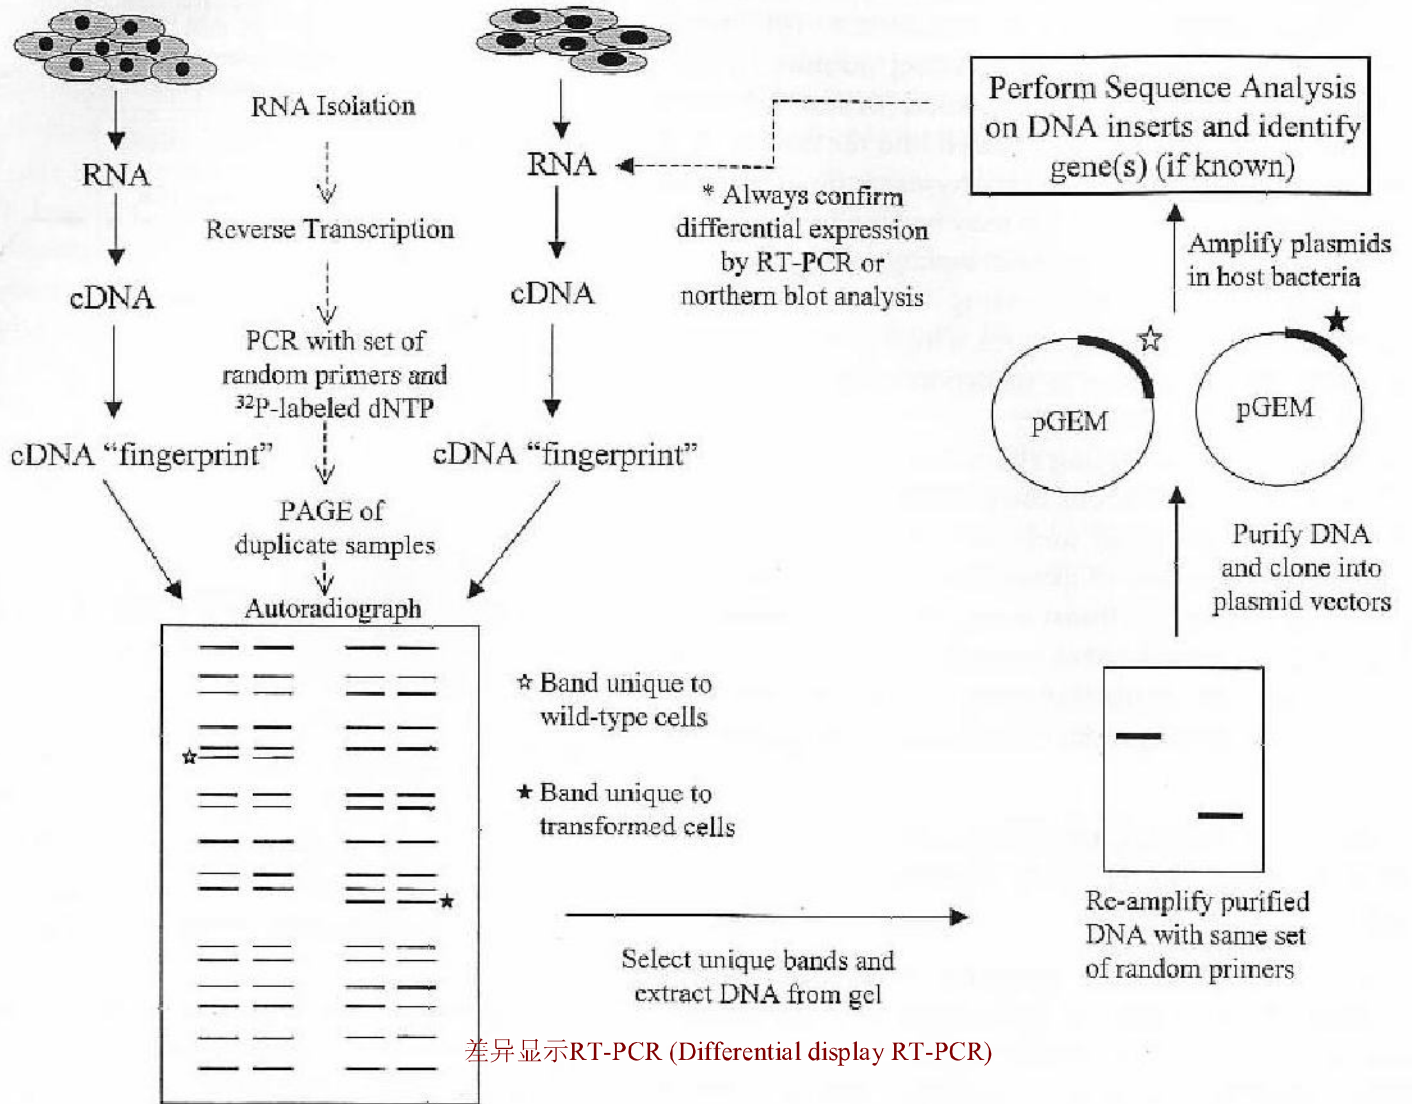 RNA Isolation
RNA
Reverse Transcription
cDNA
PCR with set of
random primers and
³²P-labeled dNTP
cDNA “fingerprint”
PAGE of
duplicate samples
Autoradiograph
RNA
cDNA
cDNA “fingerprint”
* Always confirm
differential expression
by RT-PCR or
northern blot analysis
☆ Band unique to
wild-type cells
★ Band unique to
transformed cells
Select unique bands and
extract DNA from gel
Re-amplify purified
DNA with same set
of random primers
Purify DNA
and clone into
plasmid vectors
pGEM
pGEM
Amplify plasmids
in host bacteria
Perform Sequence Analysis
on DNA inserts and identify
gene(s) (if known)
差异显示RT-PCR (Differential display RT-PCR)